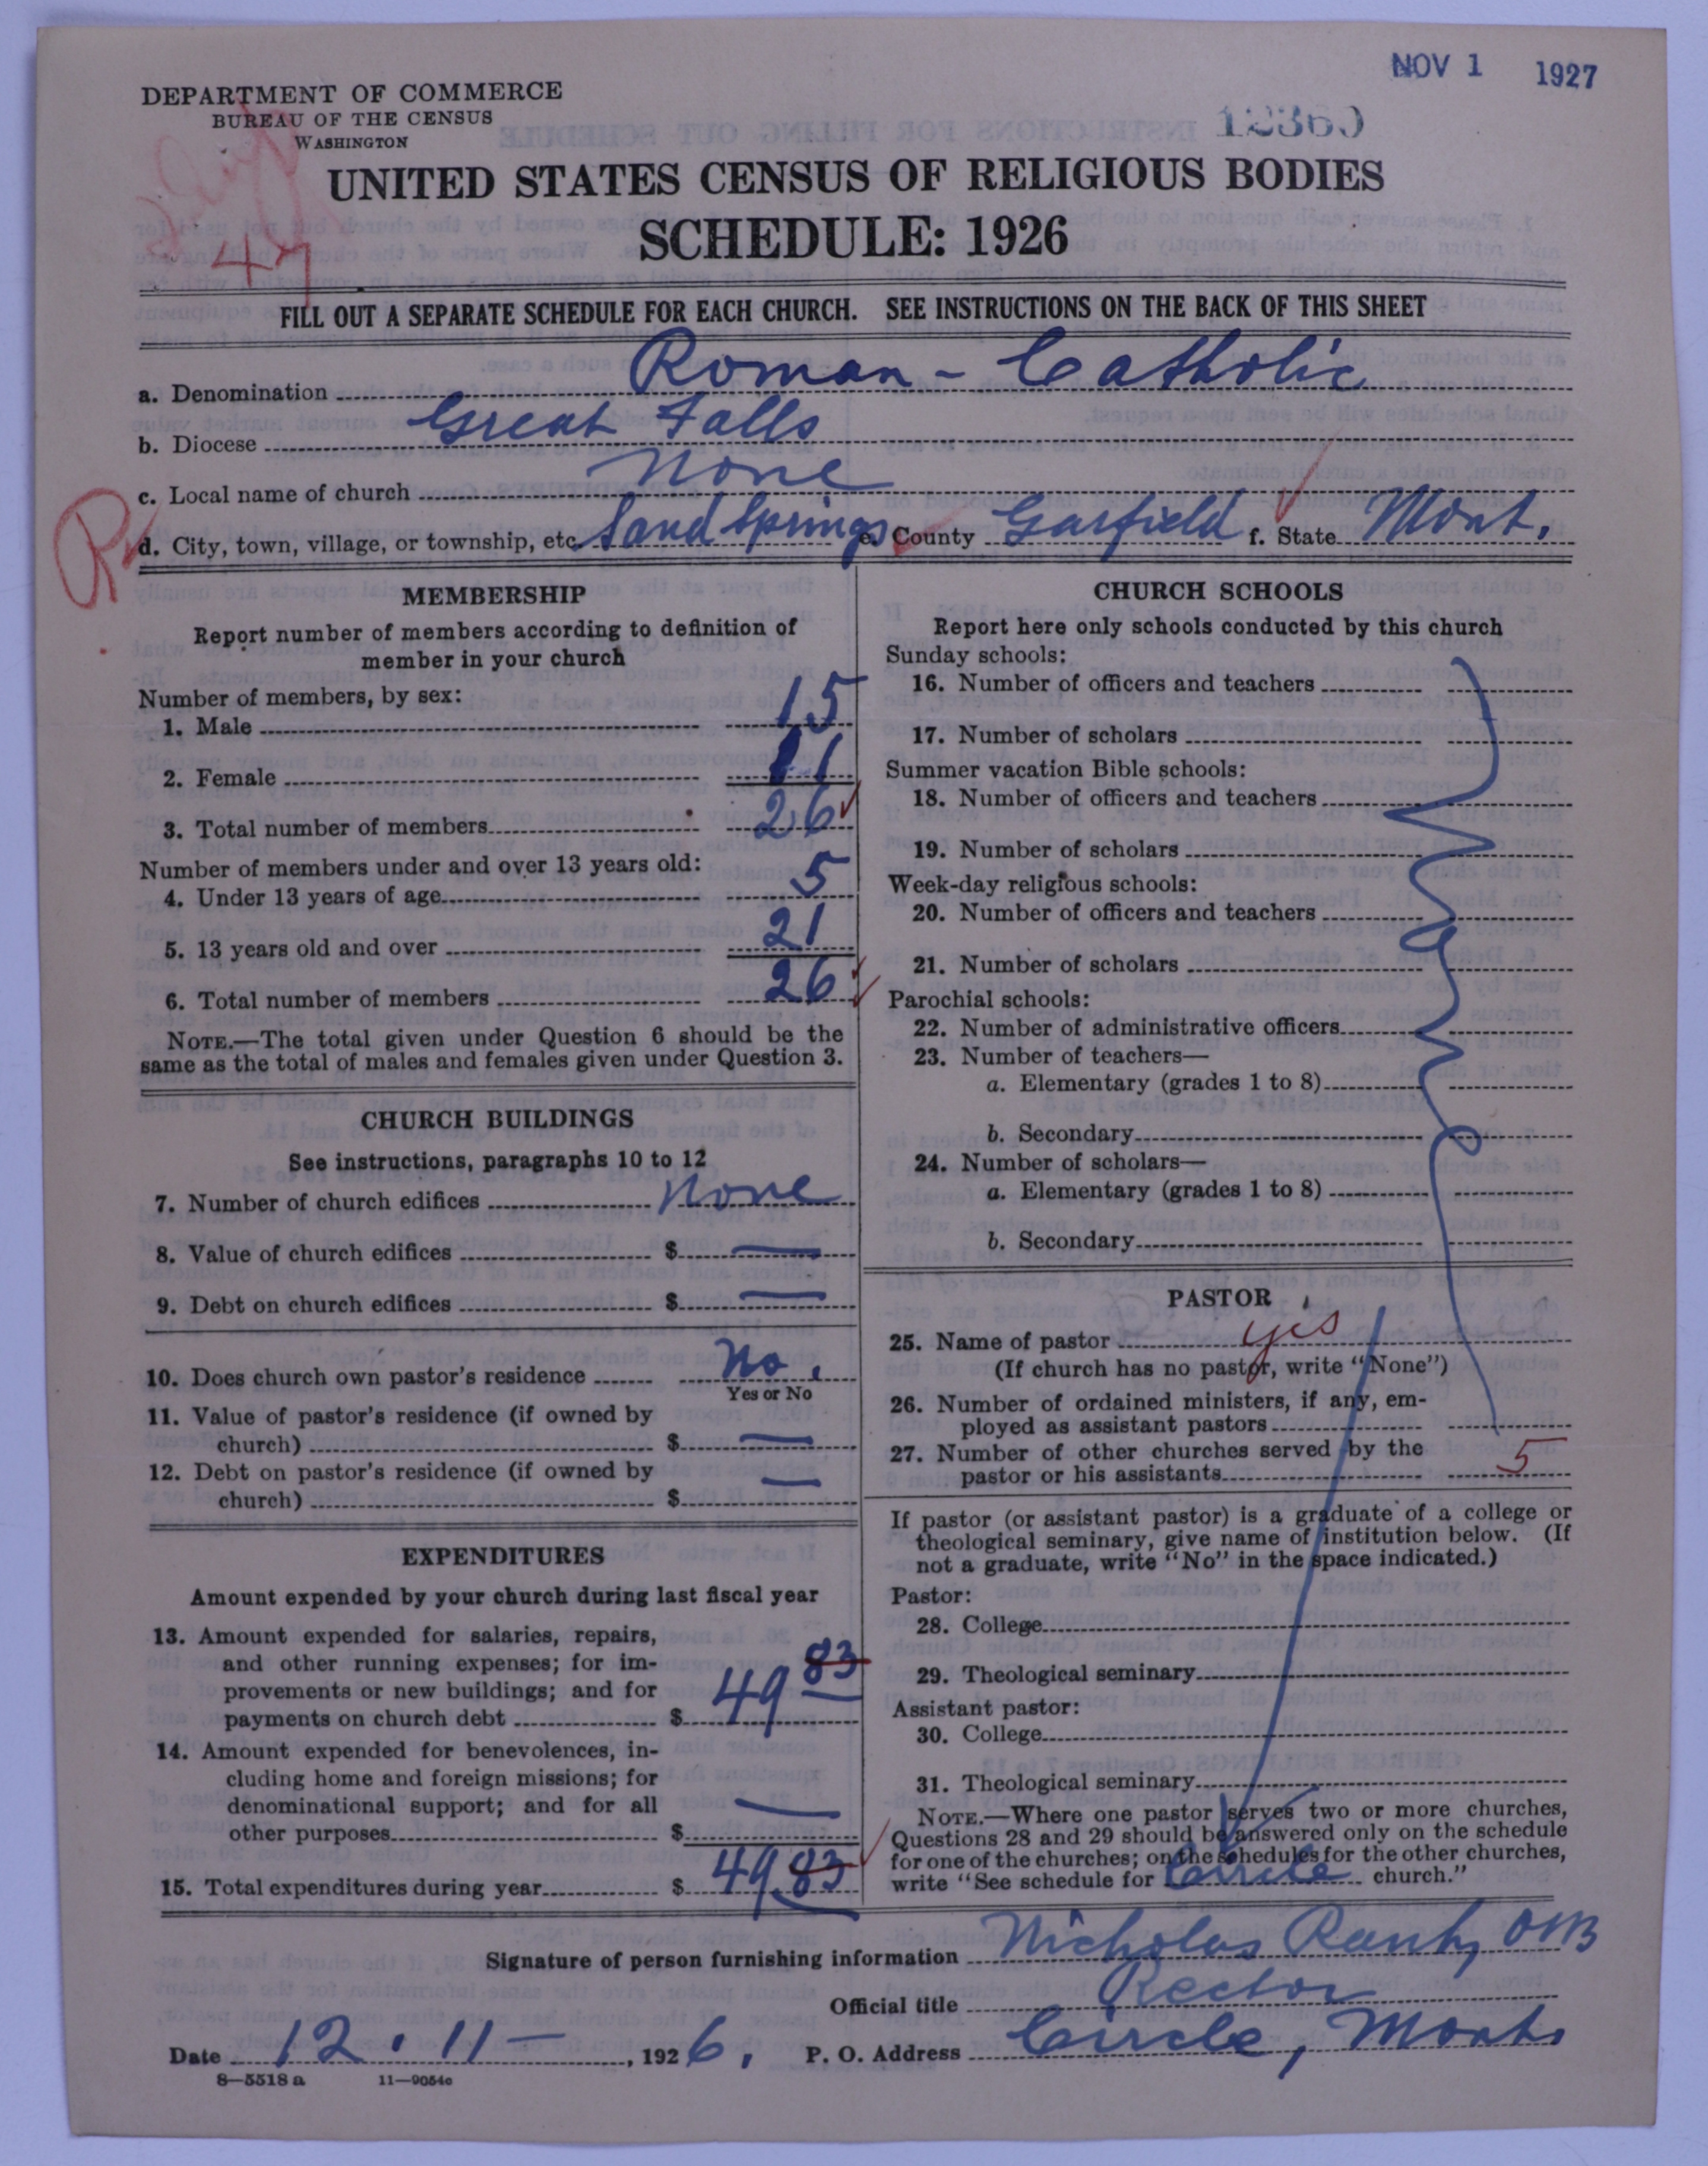 NOV 1 1927
DEPARTMENT OF COMMERCE
BUREAU OF THE CENSUS
WASHINGTON
12360
UNITED STATES CENSUS OF RELIGIOUS BODIES
SCHEDULE: 1926
47
FILL OUT A SEPARATE SCHEDULE FOR EACH CHURCH. SEE INSTRUCTIONS ON THE BACK OF THIS SHEET
a. Denomination Roman - Catholic
b. Diocese Great Falls
c. Local name of church none
R
d. City, town, village, or township, etc. Sand Springs e. County Garfield f. State Mont.
MEMBERSHIP
Report number of members according to definition of
member in your church
Number of members, by sex:
1. Male 15
2. Female 11
3. Total number of members 26
Number of members under and over 13 years old:
4. Under 13 years of age 5
5. 13 years old and over 21
6. Total number of members 26
NOTE.—The total given under Question 6 should be the
same as the total of males and females given under Question 3.
CHURCH BUILDINGS
See instructions, paragraphs 10 to 12
7. Number of church edifices none
8. Value of church edifices $ —
9. Debt on church edifices $ —
10. Does church own pastor's residence No.
Yes or No
11. Value of pastor's residence (if owned by
church) $ —
12. Debt on pastor's residence (if owned by
church) $ —
EXPENDITURES
Amount expended by your church during last fiscal year
13. Amount expended for salaries, repairs,
and other running expenses; for im-
provements or new buildings; and for
payments on church debt $ 49 83
14. Amount expended for benevolences, in-
cluding home and foreign missions; for
denominational support; and for all
other purposes $ —
15. Total expenditures during year $ 49 83
CHURCH SCHOOLS
Report here only schools conducted by this church
Sunday schools:
16. Number of officers and teachers
17. Number of scholars
Summer vacation Bible schools:
18. Number of officers and teachers
19. Number of scholars
Week-day religious schools:
20. Number of officers and teachers
21. Number of scholars
Parochial schools:
22. Number of administrative officers
23. Number of teachers—
a. Elementary (grades 1 to 8)
b. Secondary
24. Number of scholars—
a. Elementary (grades 1 to 8)
b. Secondary
PASTOR
25. Name of pastor yes
(If church has no pastor, write "None")
26. Number of ordained ministers, if any, em-
ployed as assistant pastors
27. Number of other churches served by the
pastor or his assistants 5
If pastor (or assistant pastor) is a graduate of a college or
theological seminary, give name of institution below. (If
not a graduate, write "No" in the space indicated.)
Pastor:
28. College
29. Theological seminary
Assistant pastor:
30. College
31. Theological seminary
NOTE.—Where one pastor serves two or more churches,
Questions 28 and 29 should be answered only on the schedule
for one of the churches; on the schedules for the other churches,
write "See schedule for Circle church."
Signature of person furnishing information Nicholas
Official title Rector
Date 12.11 — , 1926. P. O. Address Circle, Mont.
8—5518 a 11—9054c